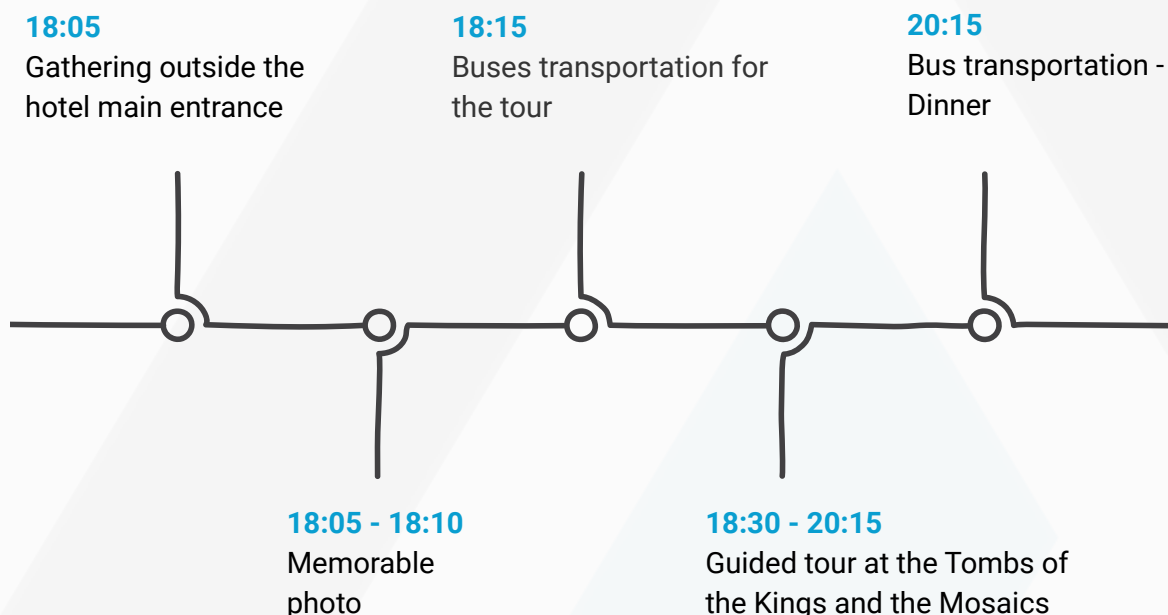 18:05
Gathering outside the
hotel main entrance
18:15
Buses transportation for
the tour
20:15
Bus transportation -
Dinner
18:05 - 18:10
Memorable
photo
18:30 - 20:15
Guided tour at the Tombs of
the Kings and the Mosaics